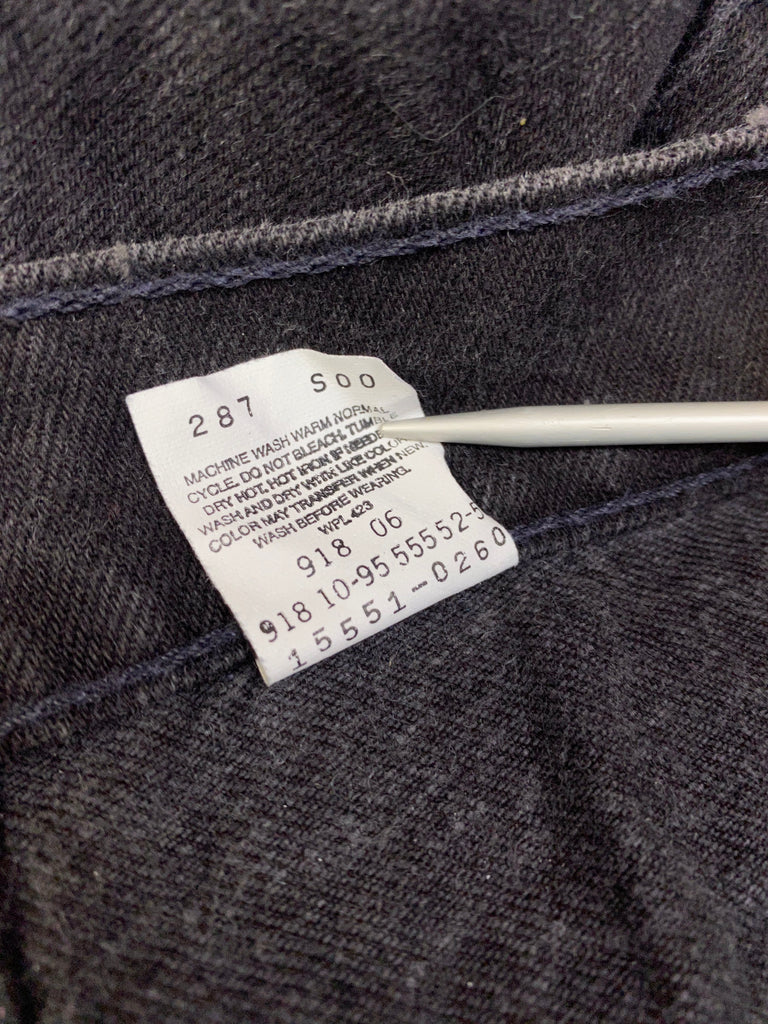 287 S00
MACHINE WASH WARM NORMAL
CYCLE. DO NOT BLEACH. TUMBLE
DRY HOT. HOT IRON IF NEEDED.
WASH AND DRY WITH LIKE COLORS.
COLOR MAY TRANSFER WHEN NEW.
WASH BEFORE WEARING.
WPL 423
918 06
918 10-95 55552-5
15551-0260